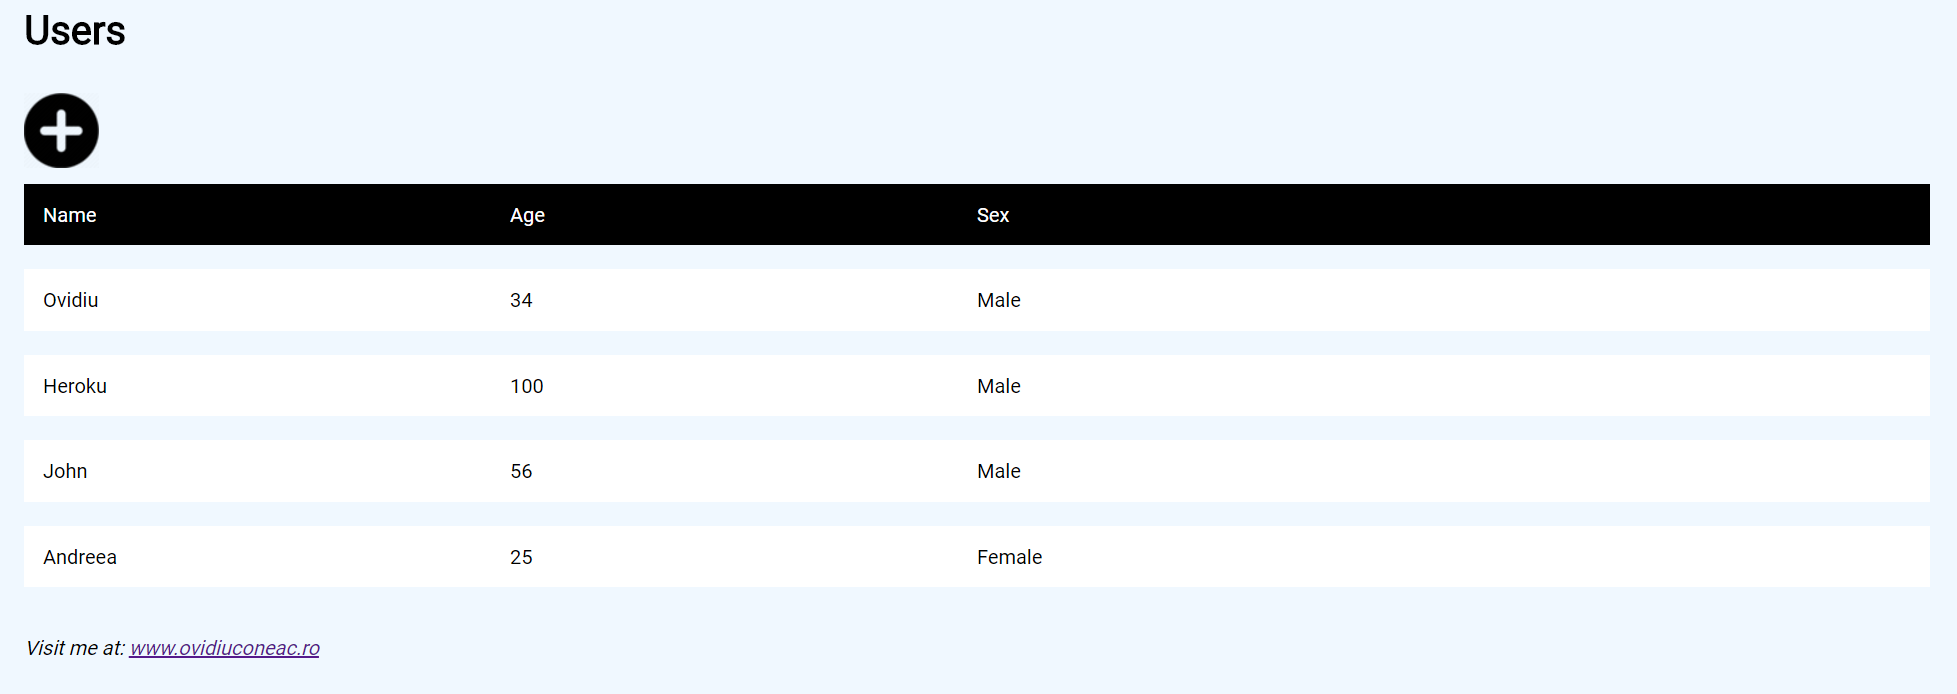 Users
Name Age Sex
Ovidiu 34 Male
Heroku 100 Male
John 56 Male
Andreea 25 Female
Visit me at: www.ovidiuconeac.ro